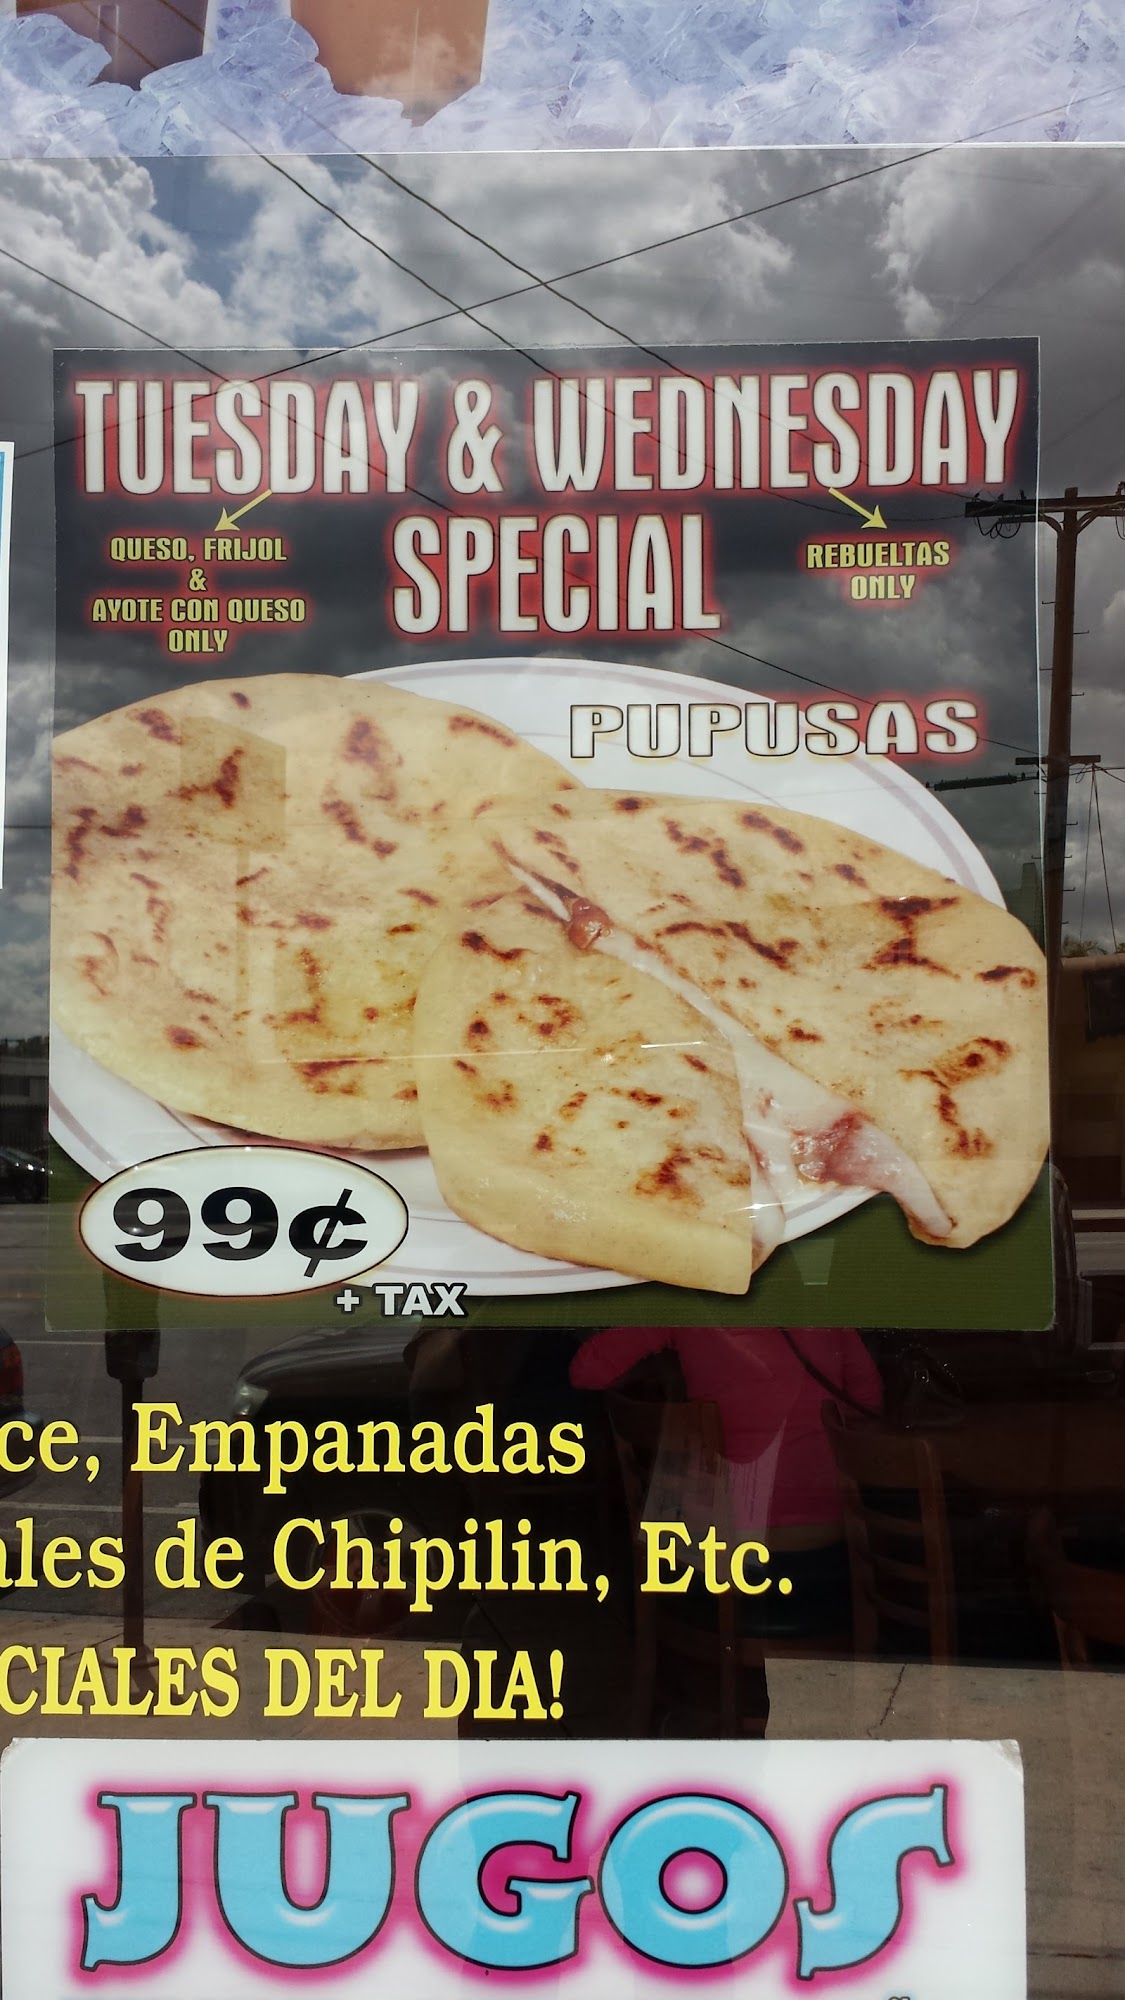 TUESDAY & WEDNESDAY
SPECIAL
QUESO, FRIJOL
&
AYOTE CON QUESO
ONLY
REBUELTAS
ONLY
PUPUSAS
99¢
+ TAX
ce, Empanadas
ales de Chipilin, Etc.
CIALES DEL DIA!
JUGOS